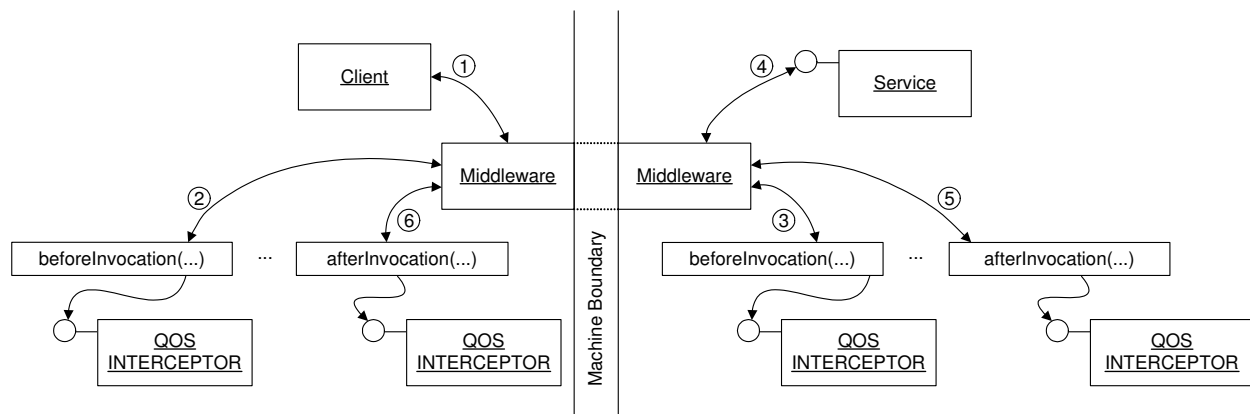 ①
④
Client
Service
Middleware
Middleware
②
⑥
③
⑤
beforeInvocation(...)
...
afterInvocation(...)
beforeInvocation(...)
...
afterInvocation(...)
Machine Boundary
QOS
INTERCEPTOR
QOS
INTERCEPTOR
QOS
INTERCEPTOR
QOS
INTERCEPTOR